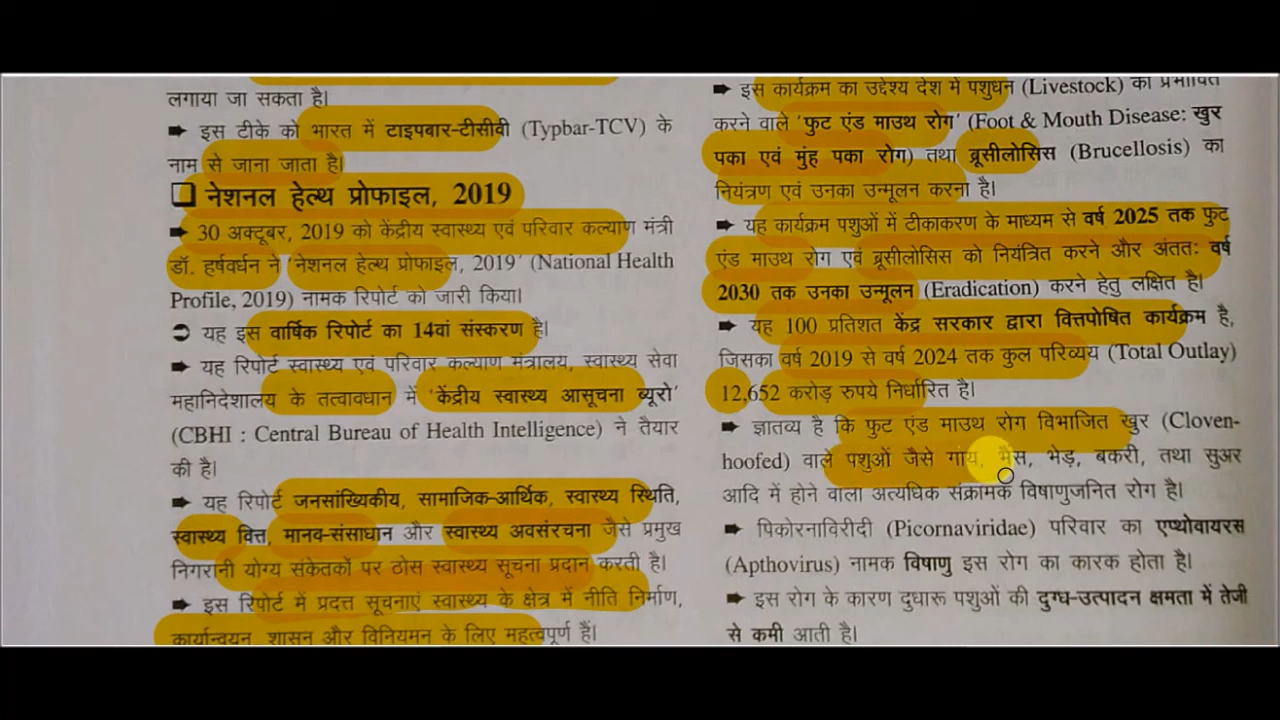 लगाया जा सकता है।
➡ इस टीके को भारत में टाइपबार-टीसीवी (Typbar-TCV) के
नाम से जाना जाता है।
❑ नेशनल हेल्थ प्रोफाइल, 2019
➡ 30 अक्टूबर, 2019 को केंद्रीय स्वास्थ्य एवं परिवार कल्याण मंत्री
डॉ. हर्षवर्धन ने 'नेशनल हेल्थ प्रोफाइल, 2019' (National Health
Profile, 2019) नामक रिपोर्ट को जारी किया।
➲ यह इस वार्षिक रिपोर्ट का 14वां संस्करण है।
➡ यह रिपोर्ट स्वास्थ्य एवं परिवार कल्याण मंत्रालय, स्वास्थ्य सेवा
महानिदेशालय के तत्वावधान में 'केंद्रीय स्वास्थ्य आसूचना ब्यूरो'
(CBHI : Central Bureau of Health Intelligence) ने तैयार
की है।
➡ यह रिपोर्ट जनसांख्यिकीय, सामाजिक-आर्थिक, स्वास्थ्य स्थिति,
स्वास्थ्य वित्त, मानव-संसाधान और स्वास्थ्य अवसंरचना जैसे प्रमुख
निगरानी योग्य संकेतकों पर ठोस स्वास्थ्य सूचना प्रदान करती है।
➡ इस रिपोर्ट में प्रदत्त सूचनाएं स्वास्थ्य के क्षेत्र में नीति निर्माण,
कार्यान्वयन, शासन और विनियमन के लिए महत्वपूर्ण हैं।
➡ इस कार्यक्रम का उद्देश्य देश में पशुधन (Livestock) को प्रभावित
करने वाले 'फुट एंड माउथ रोग' (Foot & Mouth Disease: खुर
पका एवं मुंह पका रोग) तथा ब्रूसीलोसिस (Brucellosis) का
नियंत्रण एवं उनका उन्मूलन करना है।
➡ यह कार्यक्रम पशुओं में टीकाकरण के माध्यम से वर्ष 2025 तक फुट
एंड माउथ रोग एवं ब्रूसीलोसिस को नियंत्रित करने और अंततः वर्ष
2030 तक उनका उन्मूलन (Eradication) करने हेतु लक्षित है।
➡ यह 100 प्रतिशत केंद्र सरकार द्वारा वित्तपोषित कार्यक्रम है,
जिसका वर्ष 2019 से वर्ष 2024 तक कुल परिव्यय (Total Outlay)
12,652 करोड़ रुपये निर्धारित है।
➡ ज्ञातव्य है कि फुट एंड माउथ रोग विभाजित खुर (Cloven-
hoofed) वाले पशुओं जैसे गाय, भैंस, भेड़, बकरी, तथा सुअर
आदि में होने वाला अत्यधिक संक्रामक विषाणुजनित रोग है।
➡ पिकोरनाविरीदी (Picornaviridae) परिवार का एप्थोवायरस
(Apthovirus) नामक विषाणु इस रोग का कारक होता है।
➡ इस रोग के कारण दुधारू पशुओं की दुग्ध-उत्पादन क्षमता में तेजी
से कमी आती है।